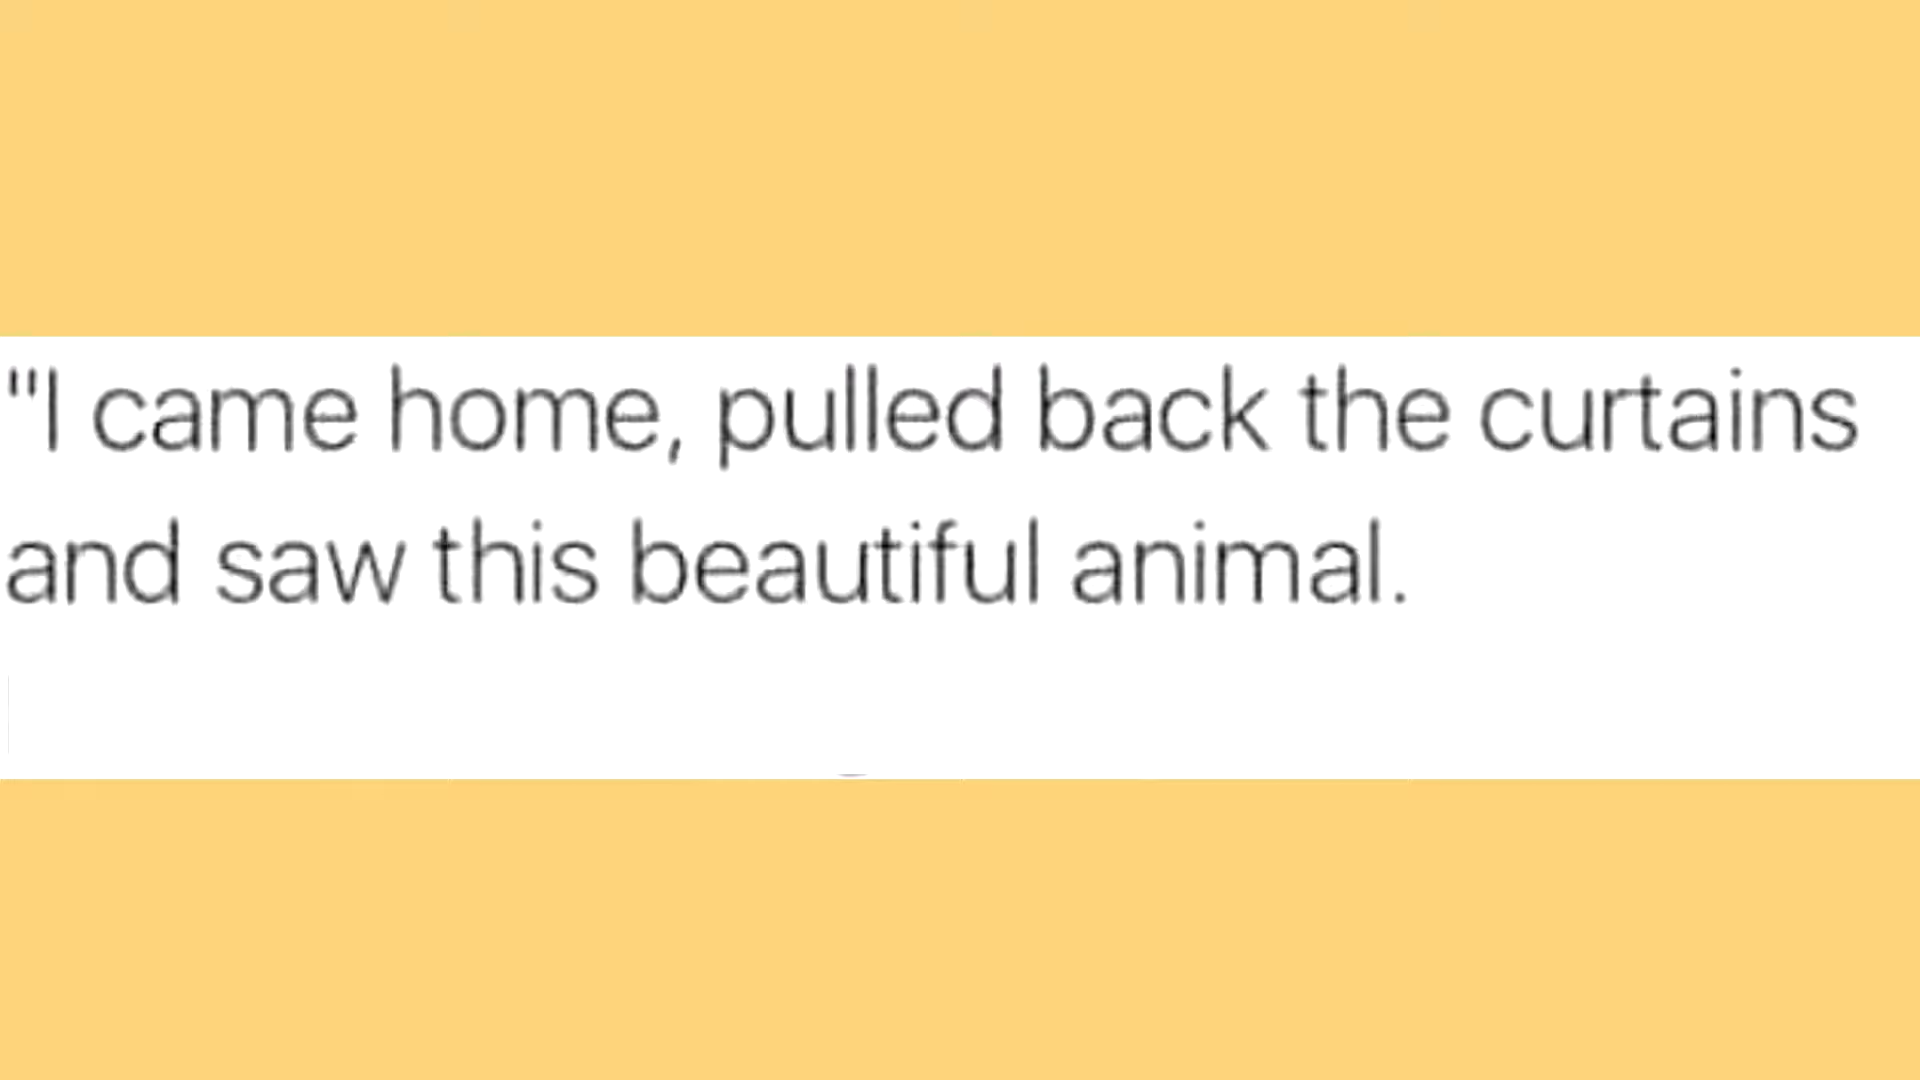 "I came home, pulled back the curtains
and saw this beautiful animal.